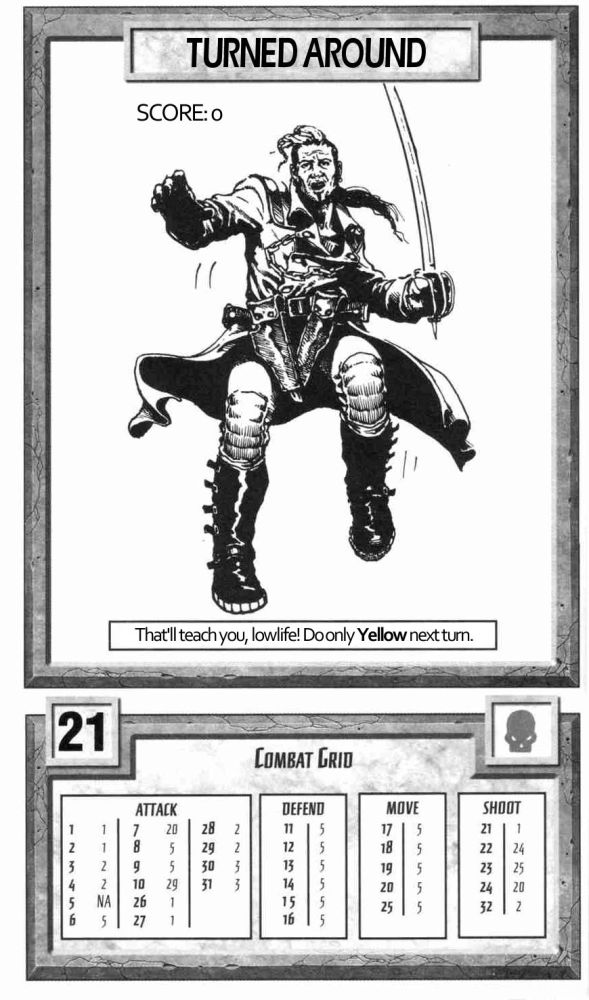 TURNED AROUND
SCORE: 0
That'll teach you, lowlife! Do only Yellow next turn.
21
COMBAT GRID
ATTACK
1 1 7 20 28 2
2 1 8 5 29 2
3 2 9 5 30 3
4 2 10 29 31 3
5 NA 26 1
6 5 27 1
DEFEND
11 5
12 5
13 5
14 5
15 5
16 5
MOVE
17 5
18 5
19 5
20 5
25 5
SHOOT
21 1
22 24
23 25
24 20
32 2